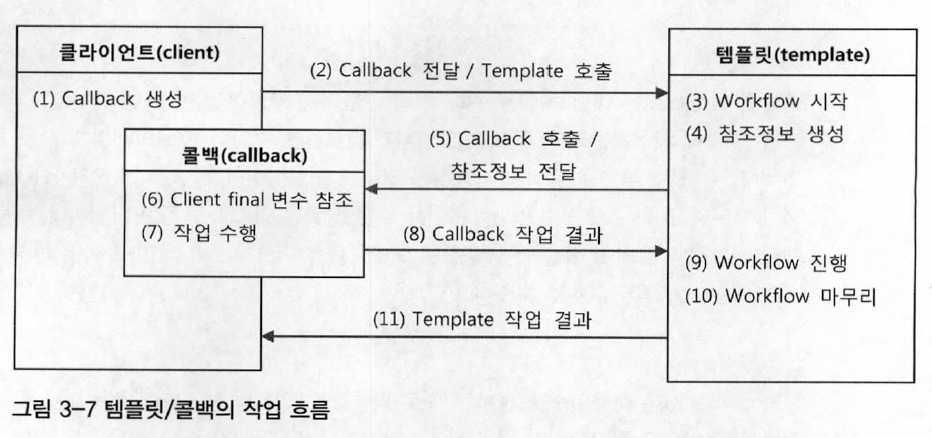 클라이언트(client)
(1) Callback 생성
(2) Callback 전달 / Template 호출
템플릿(template)
(3) Workflow 시작
(4) 참조정보 생성
(5) Callback 호출 /
참조정보 전달
콜백(callback)
(6) Client final 변수 참조
(7) 작업 수행
(8) Callback 작업 결과
(9) Workflow 진행
(10) Workflow 마무리
(11) Template 작업 결과
그림 3-7 템플릿/콜백의 작업 흐름